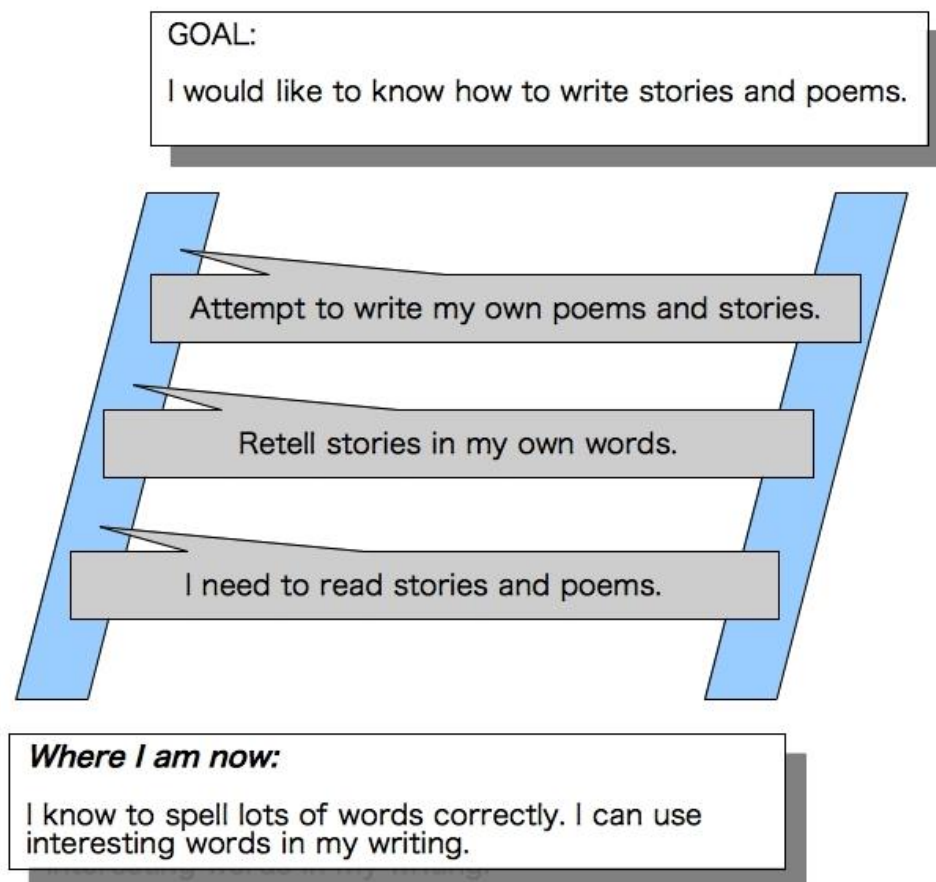 GOAL:
I would like to know how to write stories and poems.
Attempt to write my own poems and stories.
Retell stories in my own words.
I need to read stories and poems.
Where I am now:
I know to spell lots of words correctly. I can use
interesting words in my writing.